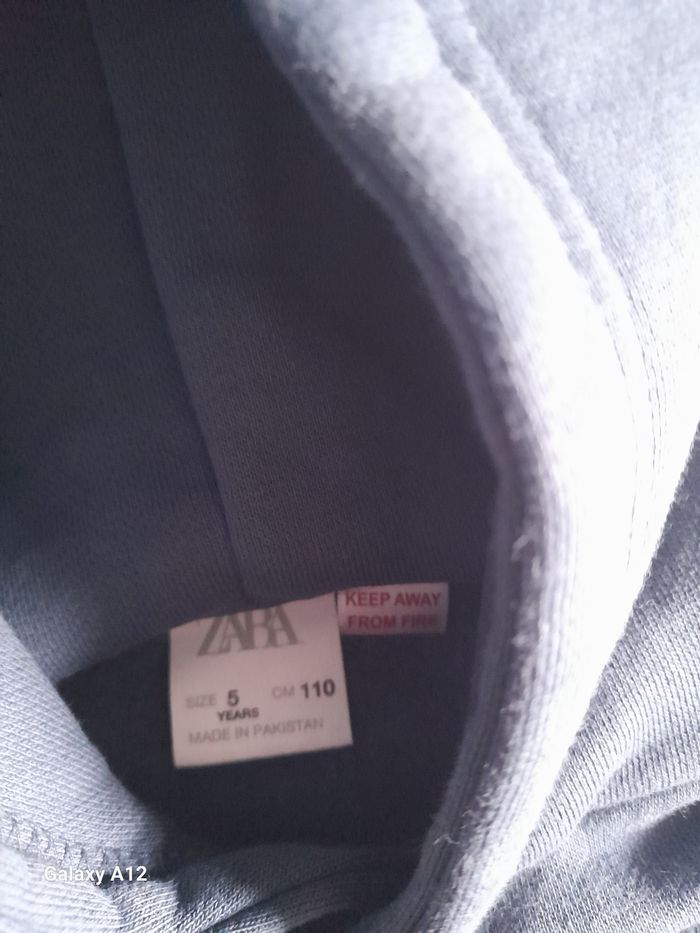 ZARA
KEEP AWAY
FROM FIRE
SIZE 5 CM 110
YEARS
MADE IN PAKISTAN
Galaxy A12